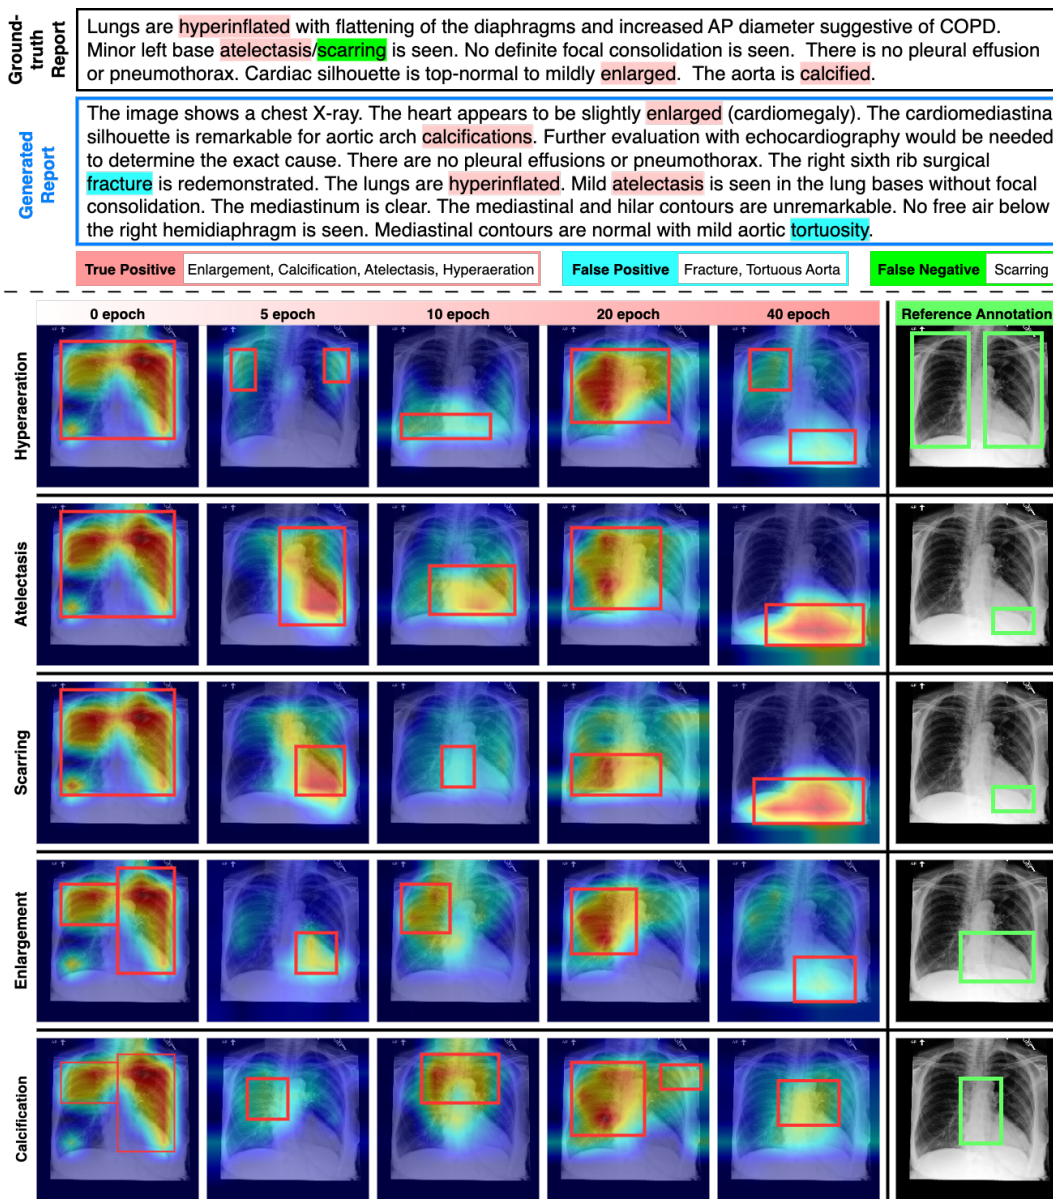 Ground-truth Report
Lungs are hyperinflated with flattening of the diaphragms and increased AP diameter suggestive of COPD.
Minor left base atelectasis/scarring is seen. No definite focal consolidation is seen. There is no pleural effusion
or pneumothorax. Cardiac silhouette is top-normal to mildly enlarged. The aorta is calcified.
Generated Report
The image shows a chest X-ray. The heart appears to be slightly enlarged (cardiomegaly). The cardiomediastina
silhouette is remarkable for aortic arch calcifications. Further evaluation with echocardiography would be needed
to determine the exact cause. There are no pleural effusions or pneumothorax. The right sixth rib surgical
fracture is redemonstrated. The lungs are hyperinflated. Mild atelectasis is seen in the lung bases without focal
consolidation. The mediastinum is clear. The mediastinal and hilar contours are unremarkable. No free air below
the right hemidiaphragm is seen. Mediastinal contours are normal with mild aortic tortuosity.
True Positive Enlargement, Calcification, Atelectasis, Hyperaeration False Positive Fracture, Tortuous Aorta False Negative Scarring
0 epoch 5 epoch 10 epoch 20 epoch 40 epoch Reference Annotation
Hyperaeration
Atelectasis
Scarring
Enlargement
Calcification